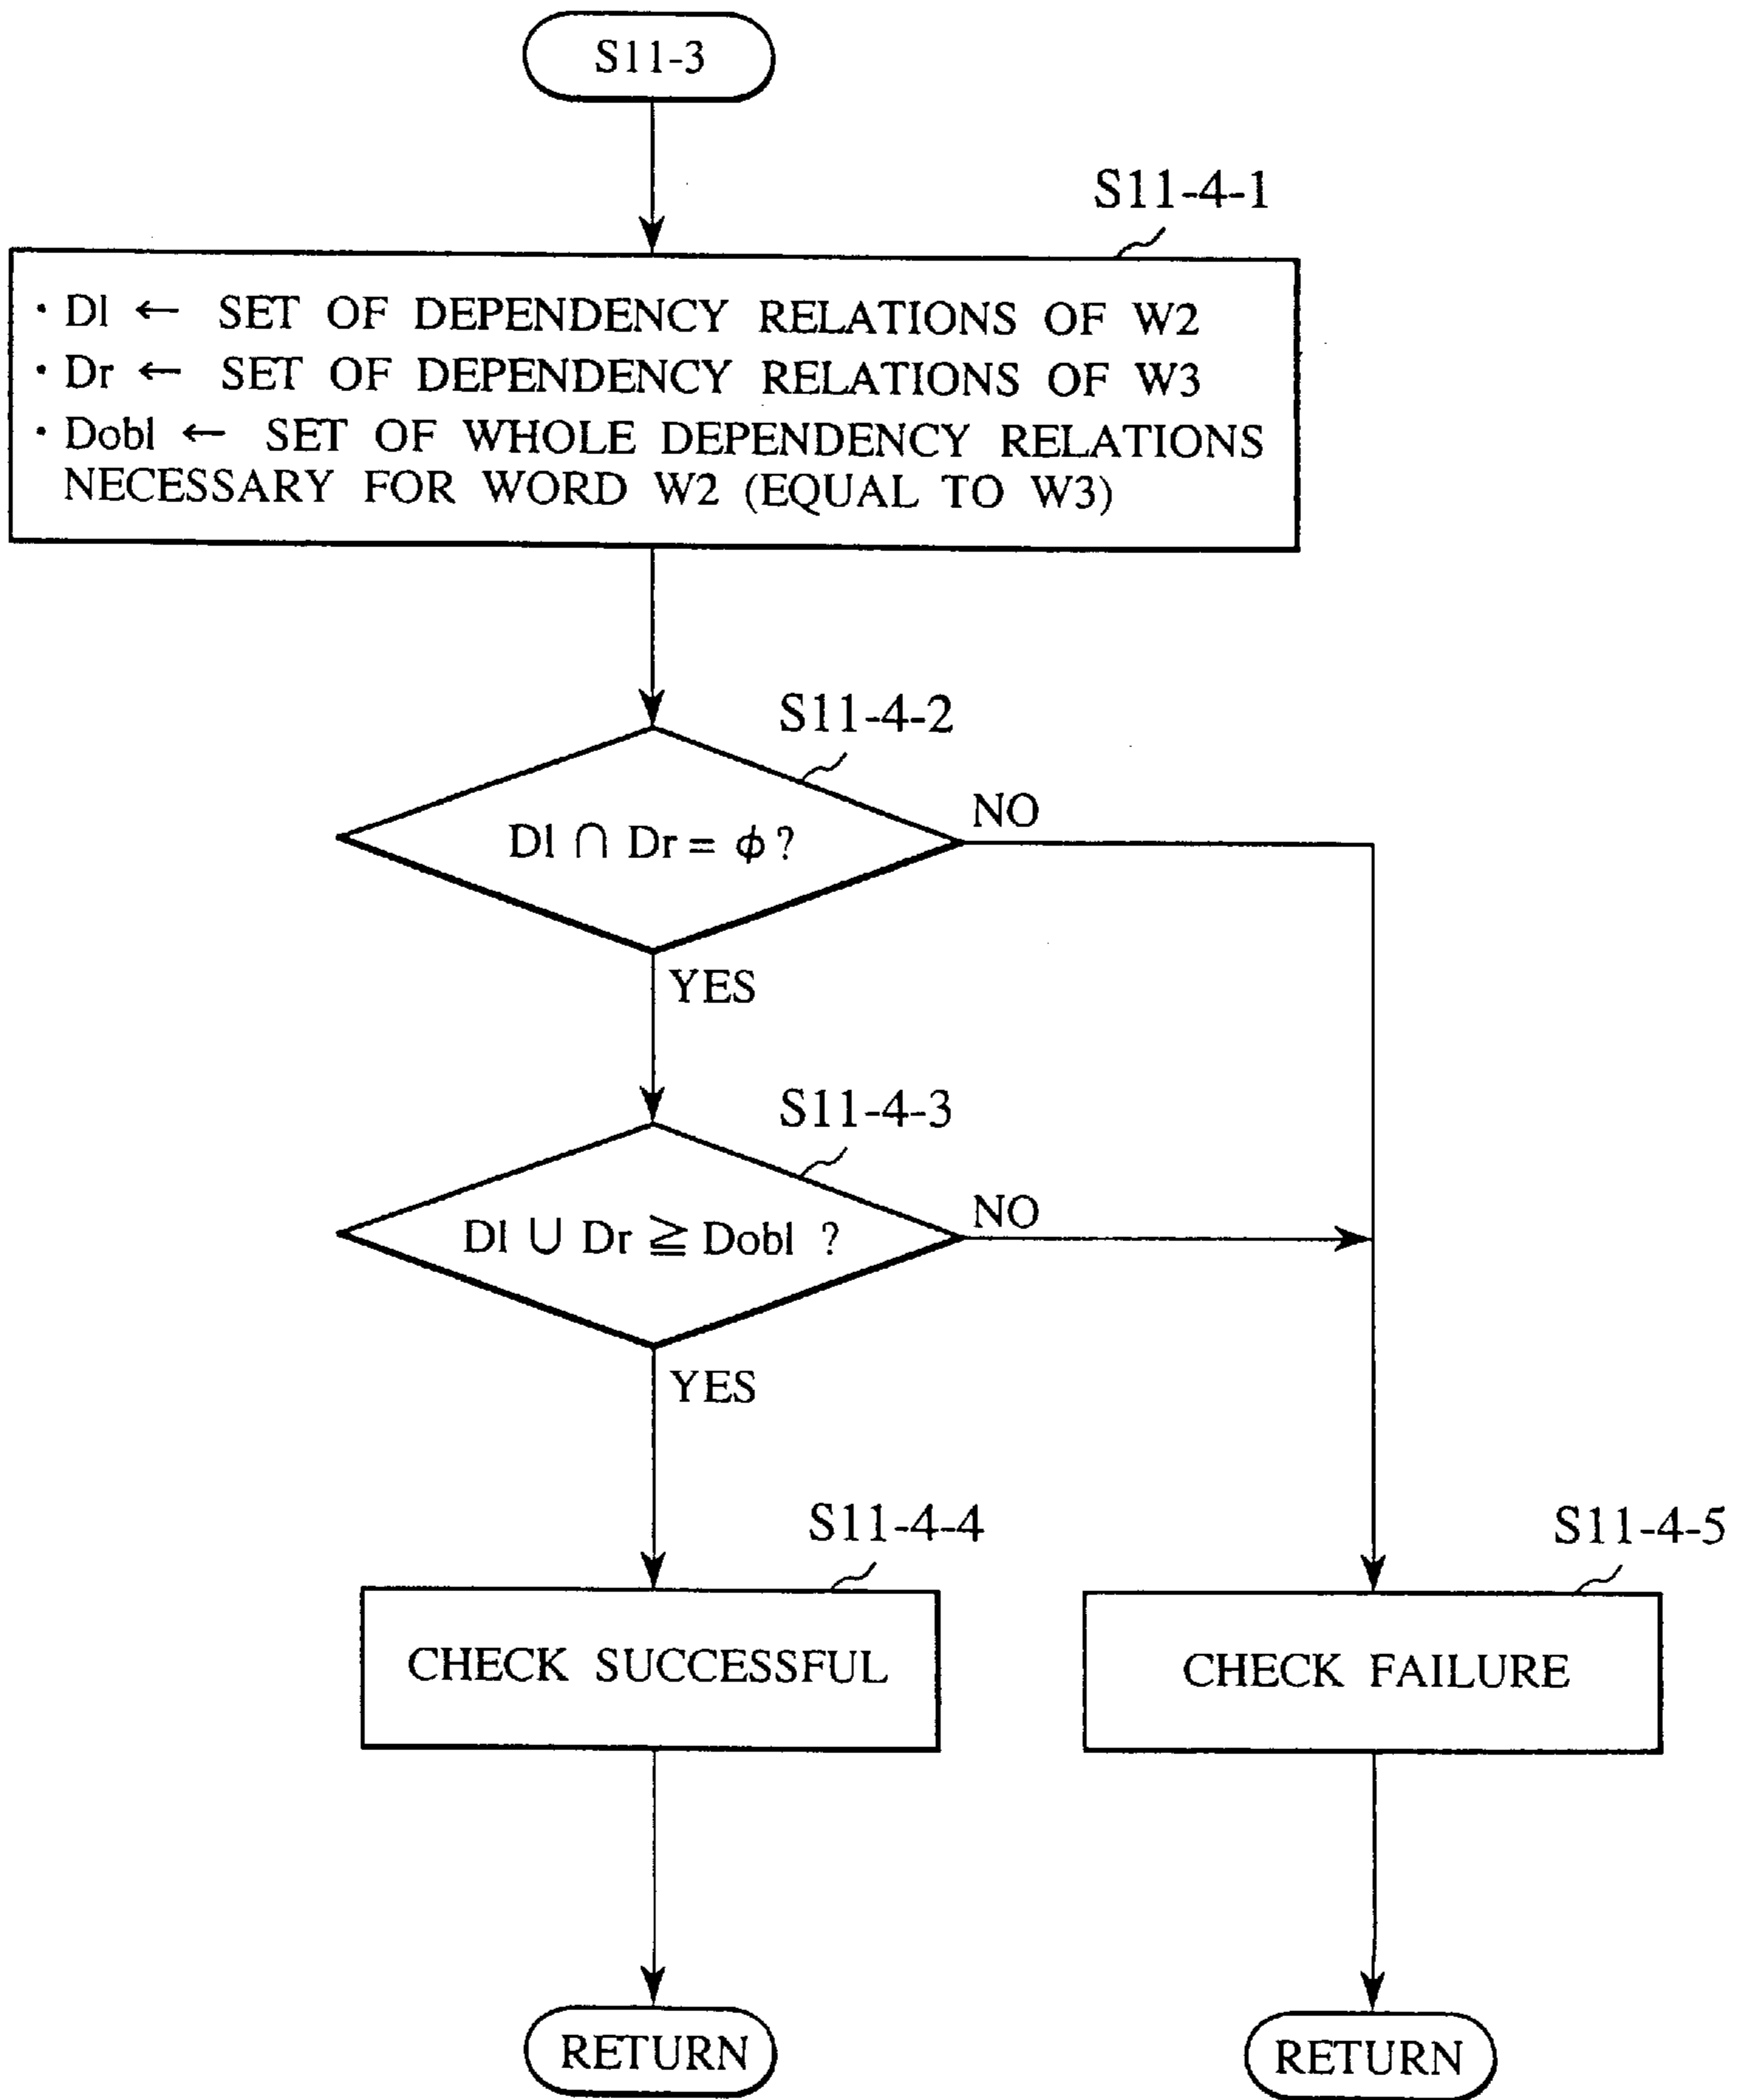 S11-3
S11-4-1
· Dl ← SET OF DEPENDENCY RELATIONS OF W2
· Dr ← SET OF DEPENDENCY RELATIONS OF W3
· Dobl ← SET OF WHOLE DEPENDENCY RELATIONS
NECESSARY FOR WORD W2 (EQUAL TO W3)
S11-4-2
Dl ∩ Dr = ϕ ?
NO
YES
S11-4-3
Dl ∪ Dr ≧ Dobl ?
NO
YES
S11-4-4
S11-4-5
CHECK SUCCESSFUL
CHECK FAILURE
RETURN
RETURN